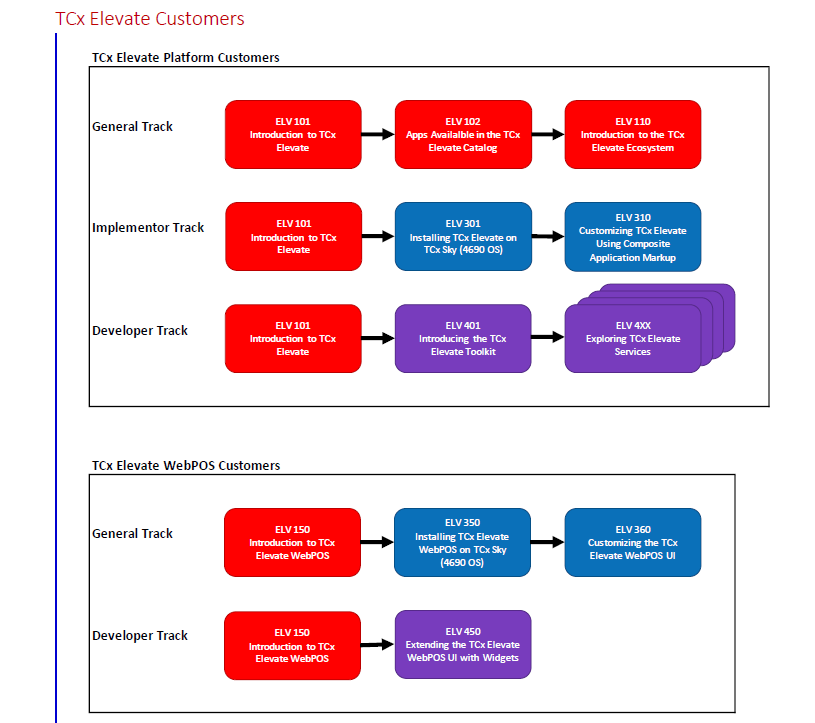 TCx Elevate Customers
TCx Elevate Platform Customers
General Track
ELV 101
Introduction to TCx
Elevate
ELV 102
Apps Availalble in the TCx
Elevate Catalog
ELV 110
Introduction to the TCx
Elevate Ecosystem
Implementor Track
ELV 101
Introduction to TCx
Elevate
ELV 301
Installing TCx Elevate on
TCx Sky (4690 OS)
ELV 310
Customizing TCx Elevate
Using Composite
Application Markup
Developer Track
ELV 101
Introduction to TCx
Elevate
ELV 401
Introducing the TCx
Elevate Toolkit
ELV 4XX
Exploring TCx Elevate
Services
TCx Elevate WebPOS Customers
General Track
ELV 150
Introduction to TCx
Elevate WebPOS
ELV 350
Installing TCx Elevate
WebPOS on TCx Sky
(4690 OS)
ELV 360
Customizing the TCx
Elevate WebPOS UI
Developer Track
ELV 150
Introduction to TCx
Elevate WebPOS
ELV 450
Extending the TCx Elevate
WebPOS UI with Widgets